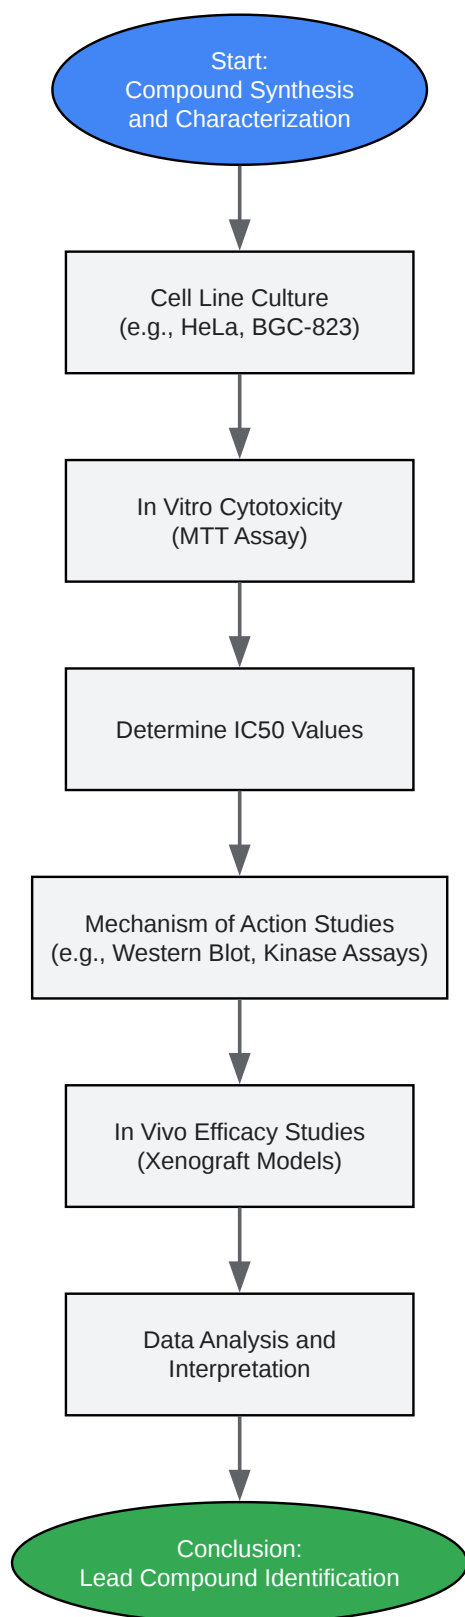 Start:
Compound Synthesis
and Characterization
Cell Line Culture
(e.g., HeLa, BGC-823)
In Vitro Cytotoxicity
(MTT Assay)
Determine IC50 Values
Mechanism of Action Studies
(e.g., Western Blot, Kinase Assays)
In Vivo Efficacy Studies
(Xenograft Models)
Data Analysis and
Interpretation
Conclusion:
Lead Compound Identification